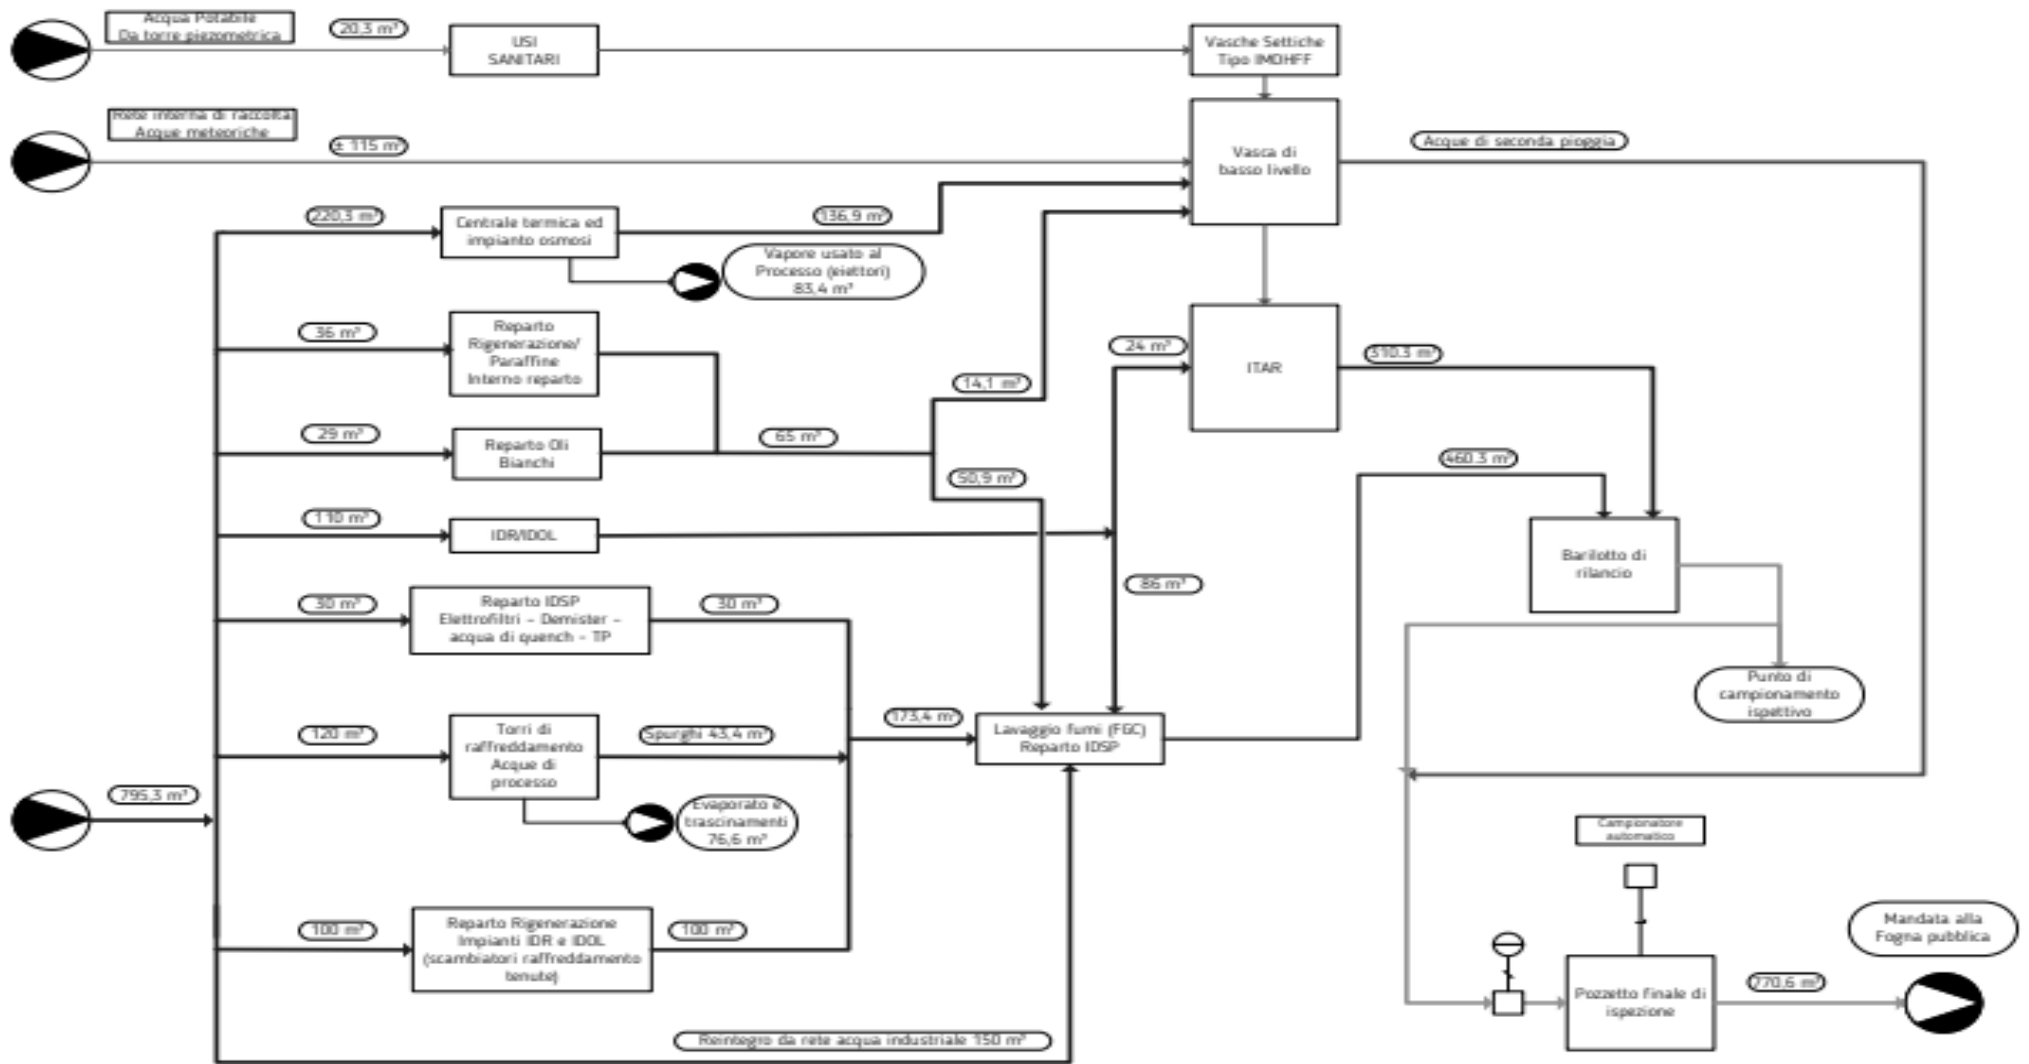 Acqua Potabile
Da torre piezometrica
20,3 m³
USI
SANITARI
Vasche Settiche
Tipo IMOHFF
Rete interna di raccolta
Acque meteoriche
± 115 m³
Vasca di
basso livello
Acque di seconda pioggia
220,3 m³
Centrale termica ed
impianto osmosi
136,9 m³
Vapore usato al
Processo (eiettori)
83,4 m³
36 m³
Reparto
Rigenerazione/
Paraffine
Interno reparto
24 m³
ITAR
310.3 m³
14,1 m³
29 m³
Reparto Oli
Bianchi
65 m³
50,9 m³
460.3 m³
110 m³
IDR/IDOL
Barilotto di
rilancio
86 m³
30 m³
Reparto IDSP
Elettrofiltri – Demister –
acqua di quench - TP
30 m³
Punto di
campionamento
ispettivo
120 m³
Torri di
raffreddamento
Acque di
processo
Spurghi 43,4 m³
173,4 m³
Lavaggio fumi (FGC)
Reparto IDSP
795,3 m³
Evaporato e
trascinamenti
76,6 m³
Campionatore
automatico
100 m³
Reparto Rigenerazione
Impianti IDR e IDOL
(scambiatori raffreddamento
tenute)
100 m³
Mandata alla
Fogna pubblica
Pozzetto finale di
ispezione
770,6 m³
Reintegro da rete acqua industriale 150 m³